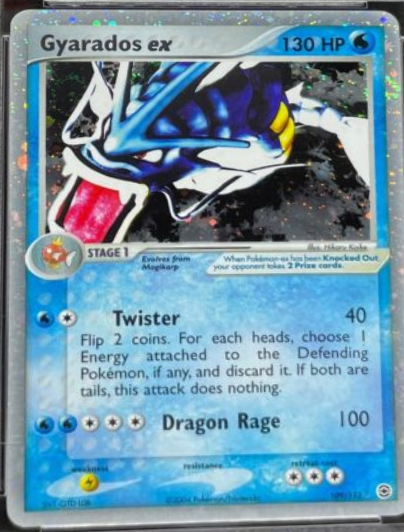 Gyarados ex 130 HP
Illus. Hikaru Koike
STAGE 1
Evolves from
Magikarp
When Pokémon-ex has been Knocked Out,
your opponent takes 2 Prize cards.
Twister 40
Flip 2 coins. For each heads, choose 1
Energy attached to the Defending
Pokémon, if any, and discard it. If both are
tails, this attack does nothing.
Dragon Rage 100
weakness resistance retreat cost
©2004 Pokémon/Nintendo
109/112